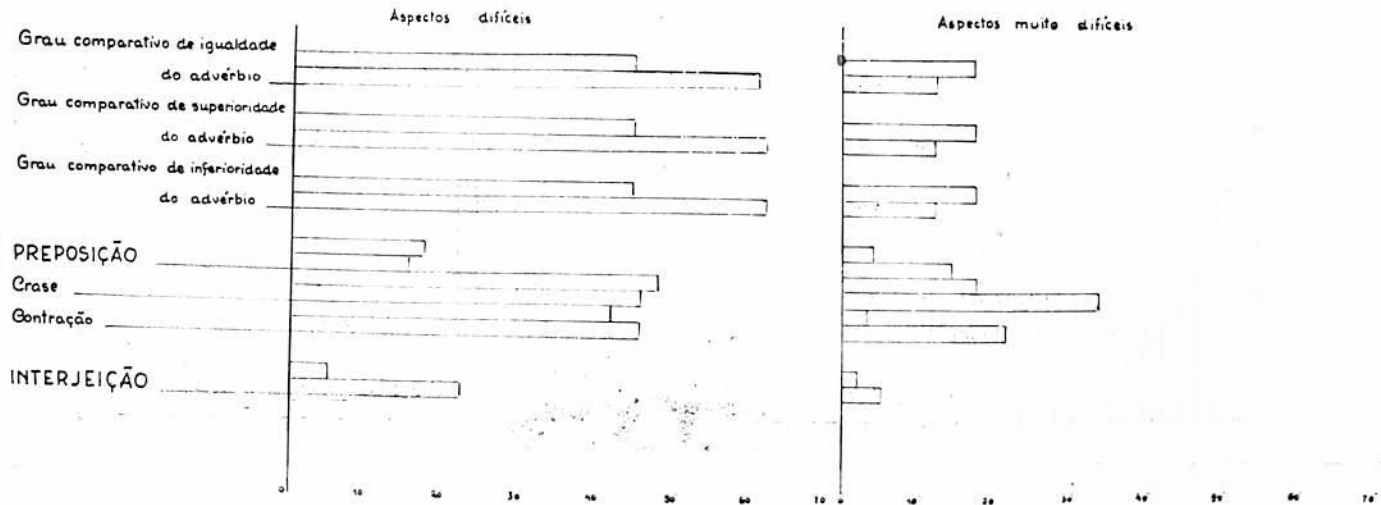 Aspectos difíceis
Aspectos muito difíceis
Grau comparativo de igualdade
do advérbio
Grau comparativo de superioridade
do advérbio
Grau comparativo de inferioridade
do advérbio
PREPOSIÇÃO
Crase
Contração
INTERJEIÇÃO
0 10 20 30 40 50 60 70
0 10 20 30 40 50 60 70